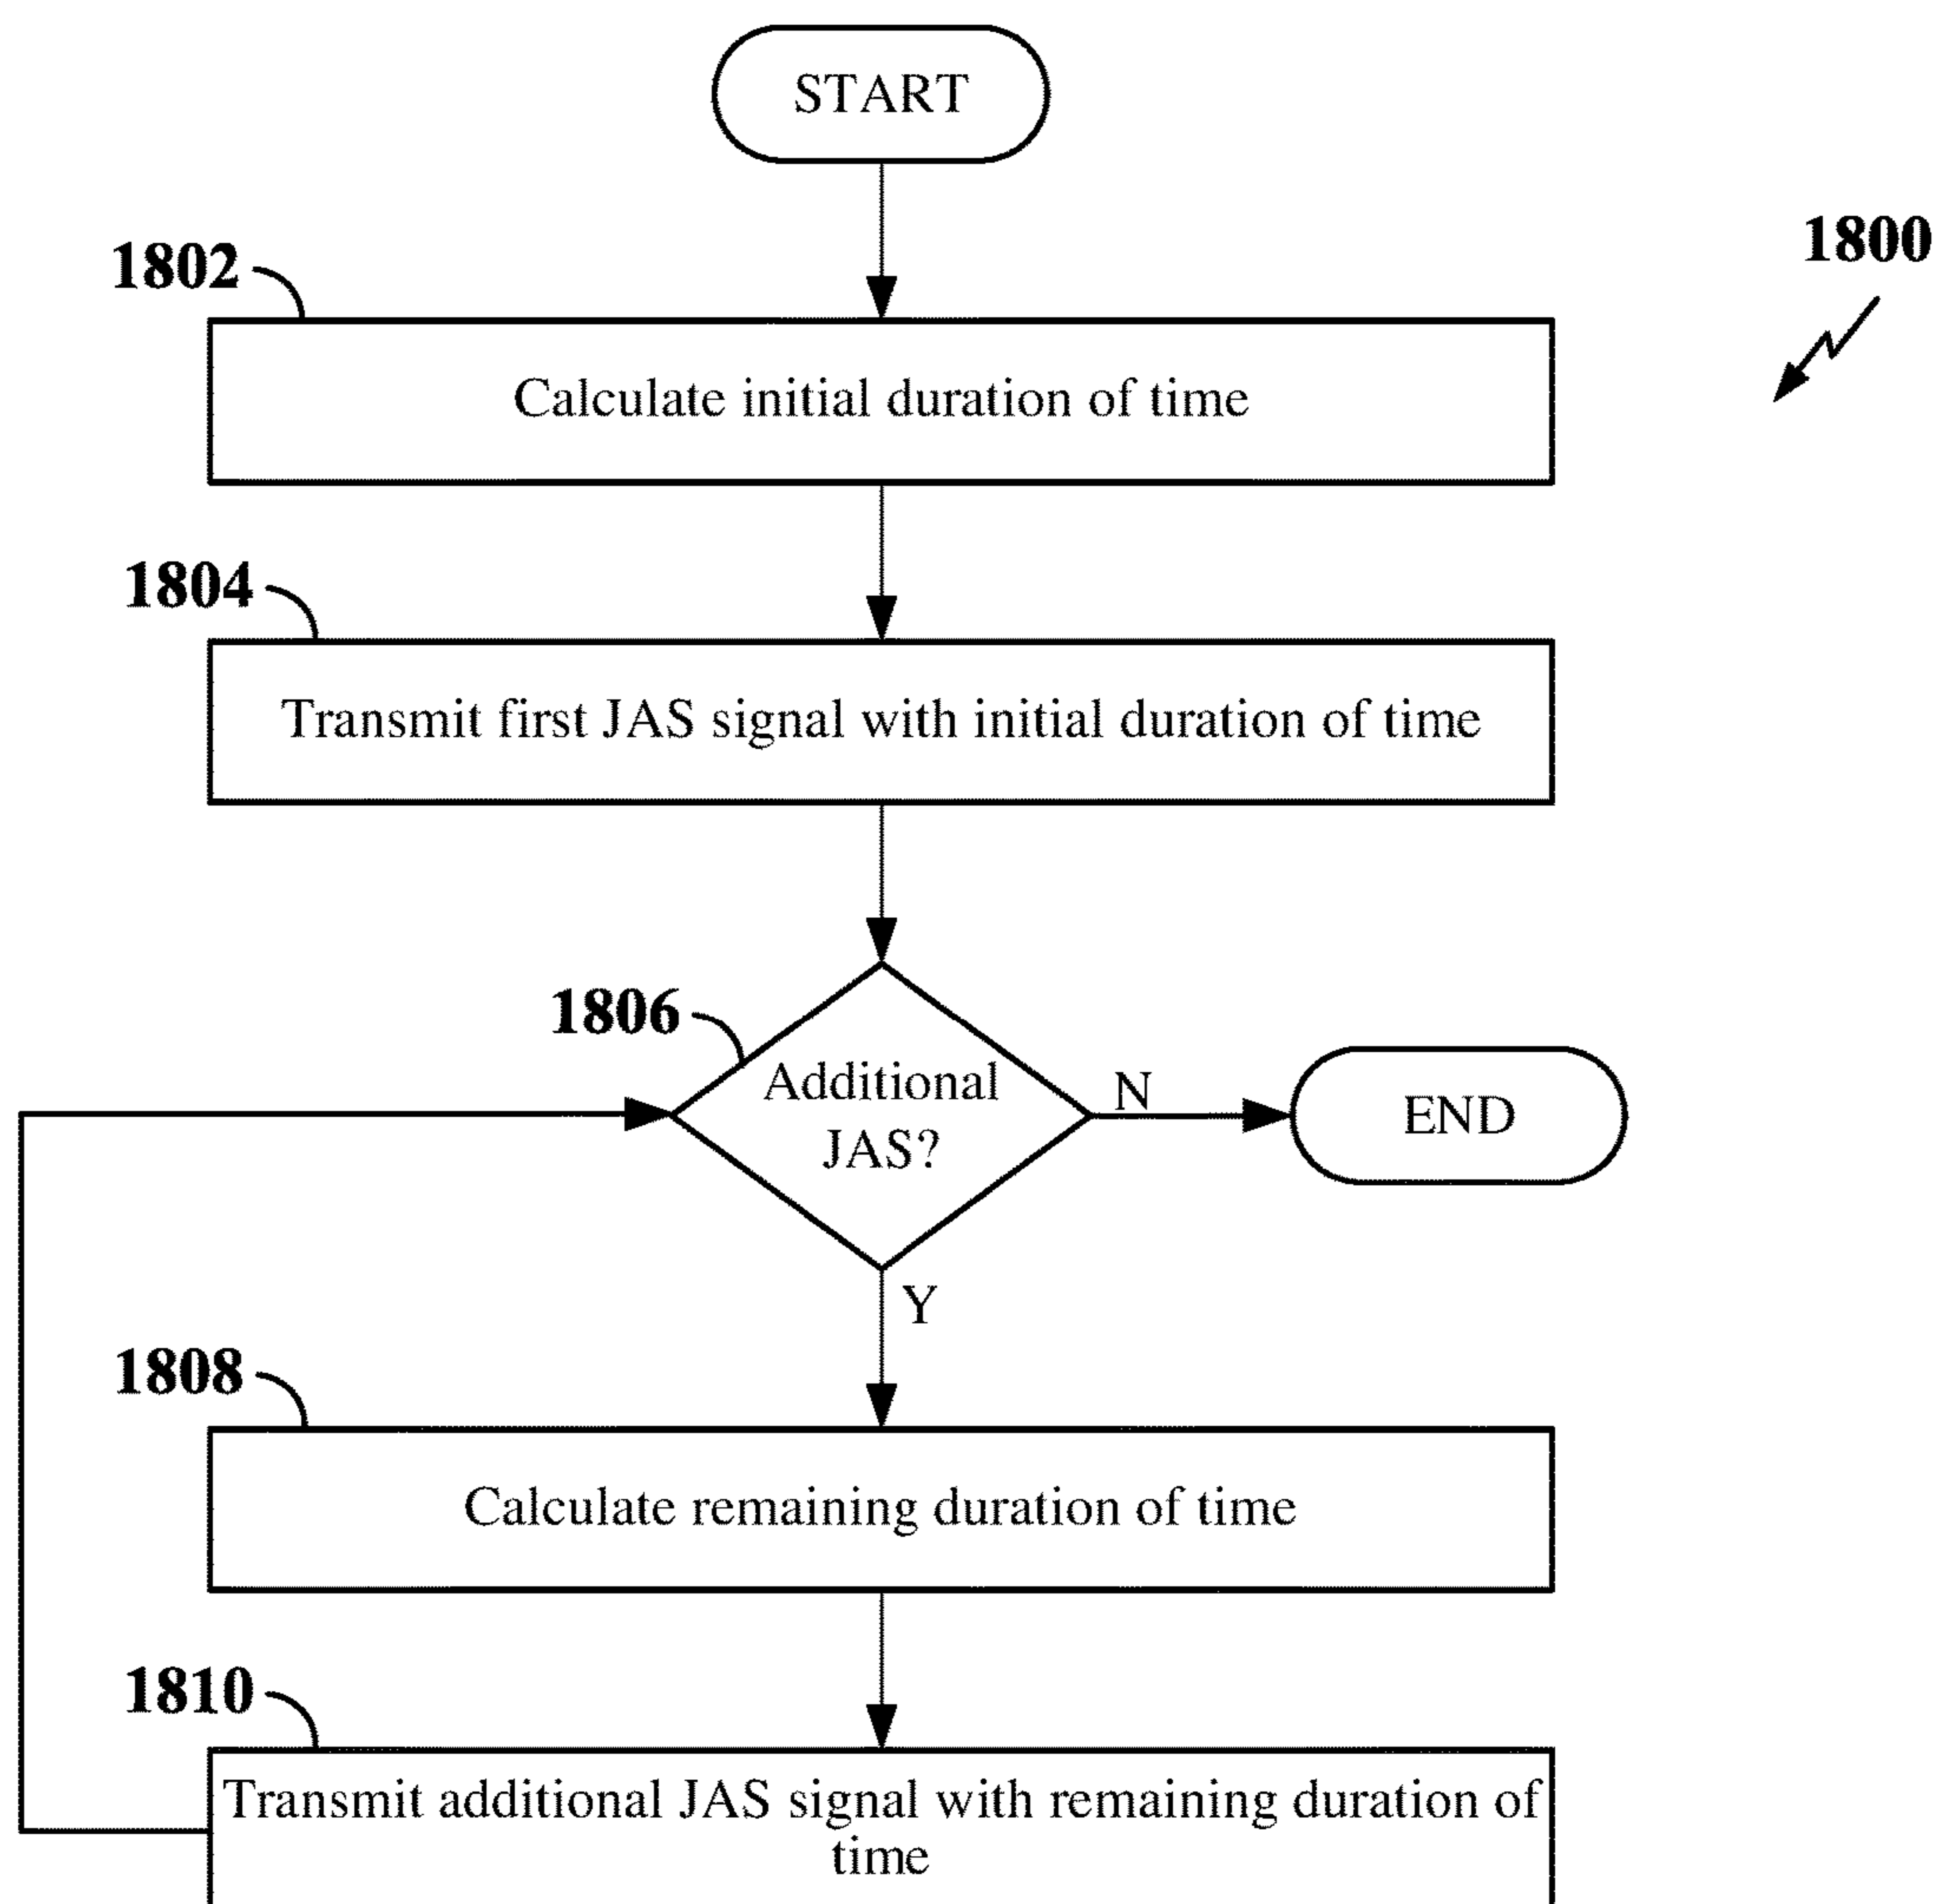 START
1800
1802
Calculate initial duration of time
1804
Transmit first JAS signal with initial duration of time
1806
Additional
JAS?
N
END
Y
1808
Calculate remaining duration of time
1810
Transmit additional JAS signal with remaining duration of
time